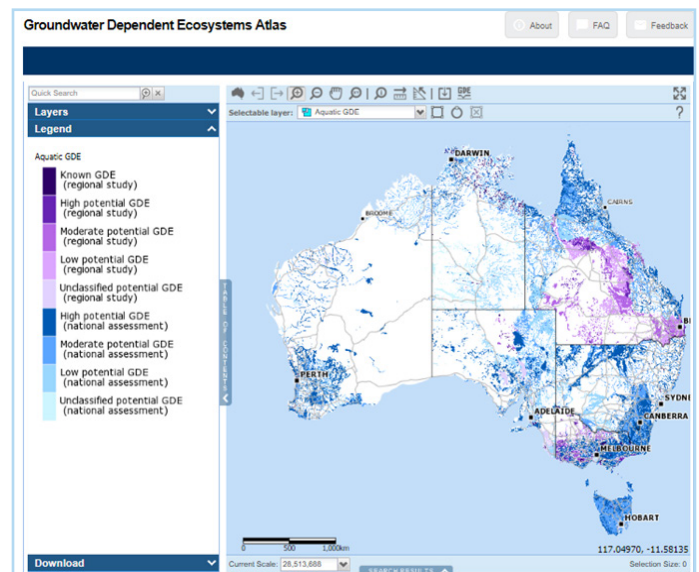 Groundwater Dependent Ecosystems Atlas
About
FAQ
Feedback
Quick Search
Layers
Legend
Selectable layer: Aquatic GDE
?
Aquatic GDE
Known GDE
(regional study)
High potential GDE
(regional study)
Moderate potential GDE
(regional study)
Low potential GDE
(regional study)
Unclassified potential GDE
(regional study)
High potential GDE
(national assessment)
Moderate potential GDE
(national assessment)
Low potential GDE
(national assessment)
Unclassified potential GDE
(national assessment)
TABLE OF CONTENTS
DARWIN
BROOME
CAIRNS
BI
PERTH
ADELAIDE
SYDNE
CANBERRA
MELBOURNE
HOBART
0 500 1,000km
117.04970, -11.58135
Download
Current Scale: 28,513,688
SEARCH RESULTS
Selection Size: 0